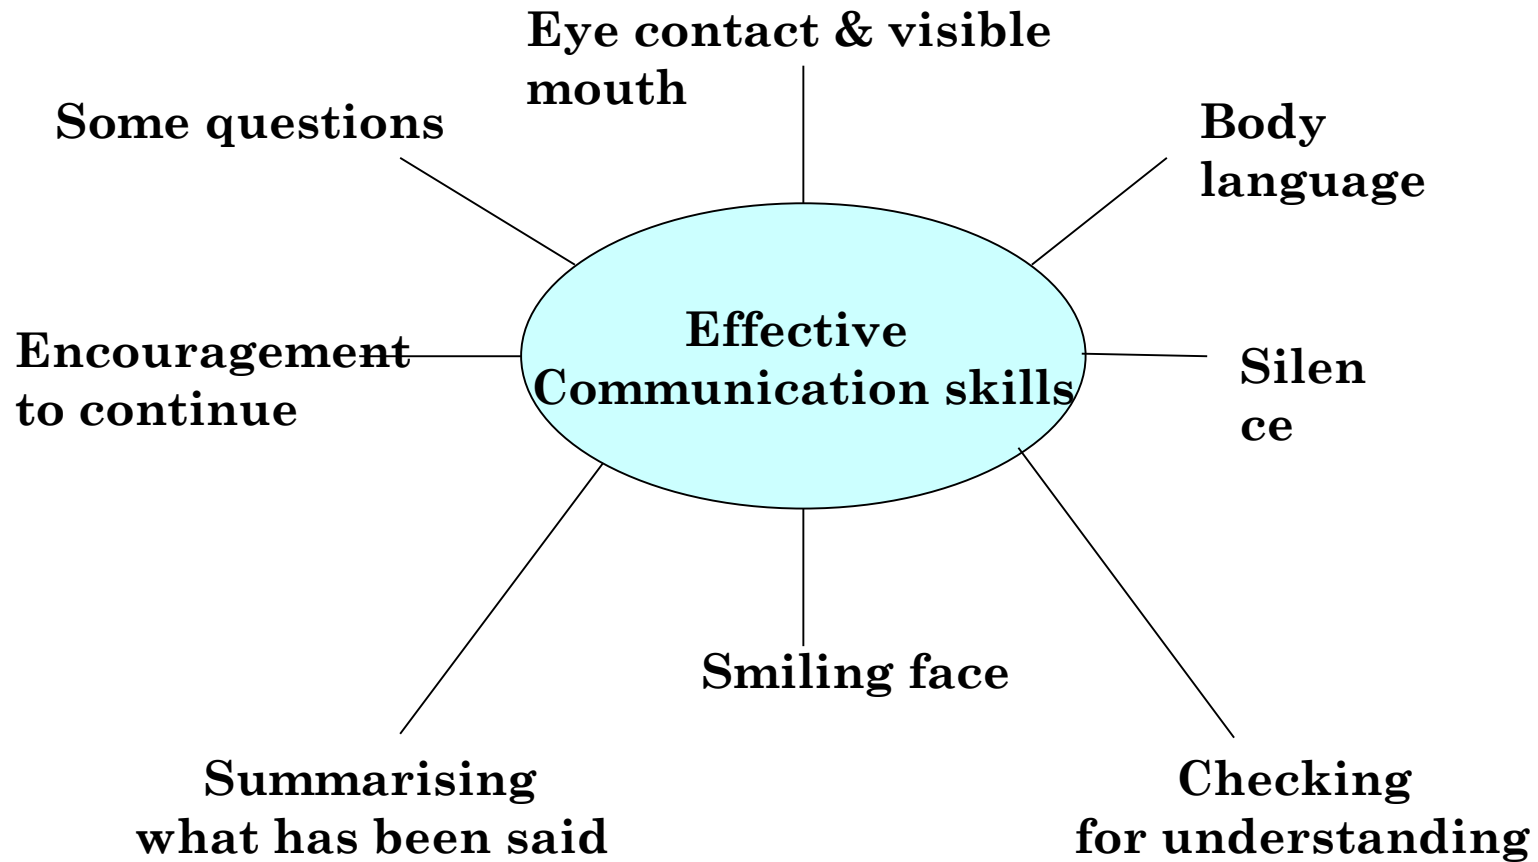 Eye contact & visible
mouth
Some questions
Body
language
Effective
Communication skills
Encouragement
to continue
Silen
ce
Smiling face
Summarising
what has been said
Checking
for understanding